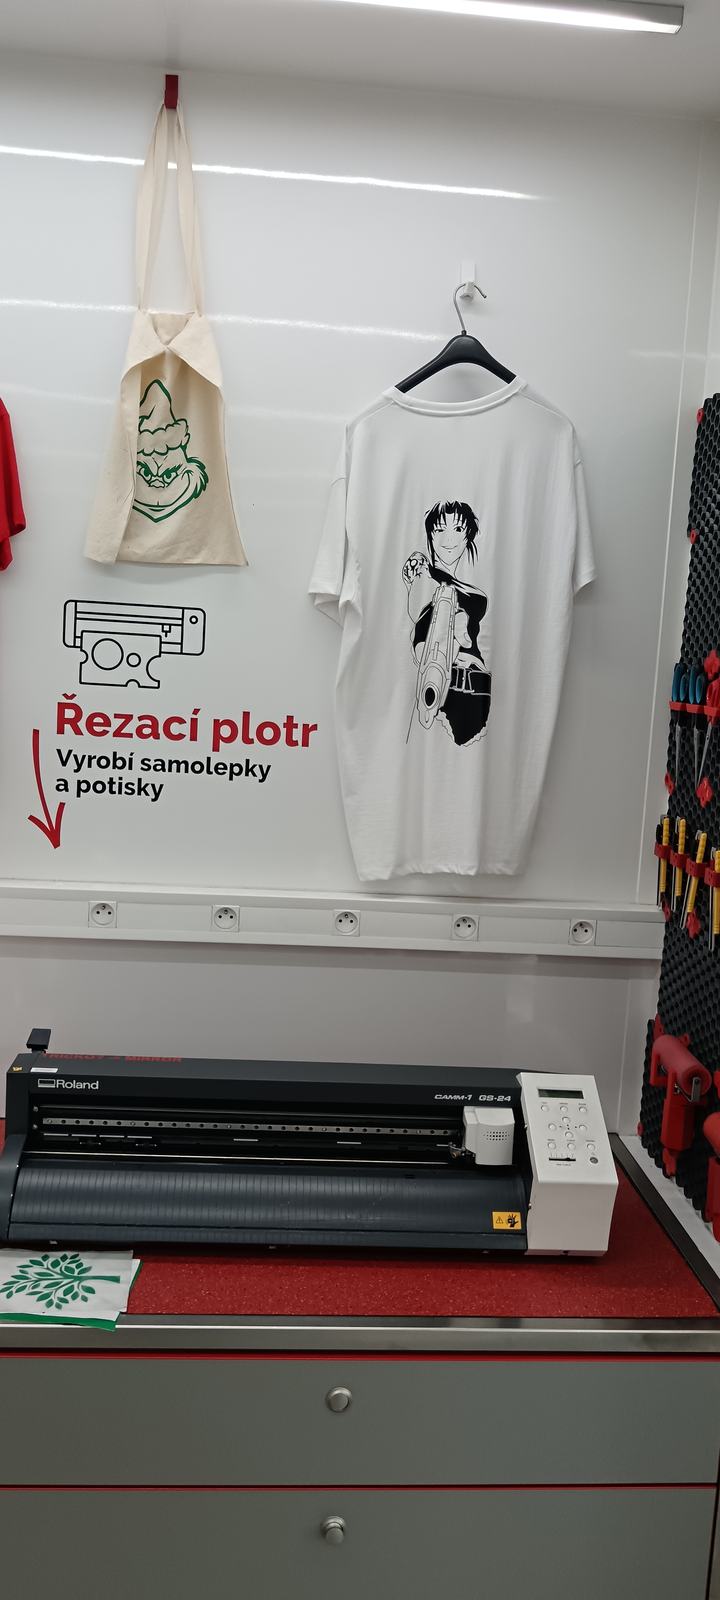 Řezací plotr
Vyrobí samolepky
a potisky
Roland
CAMM-1 GS-24